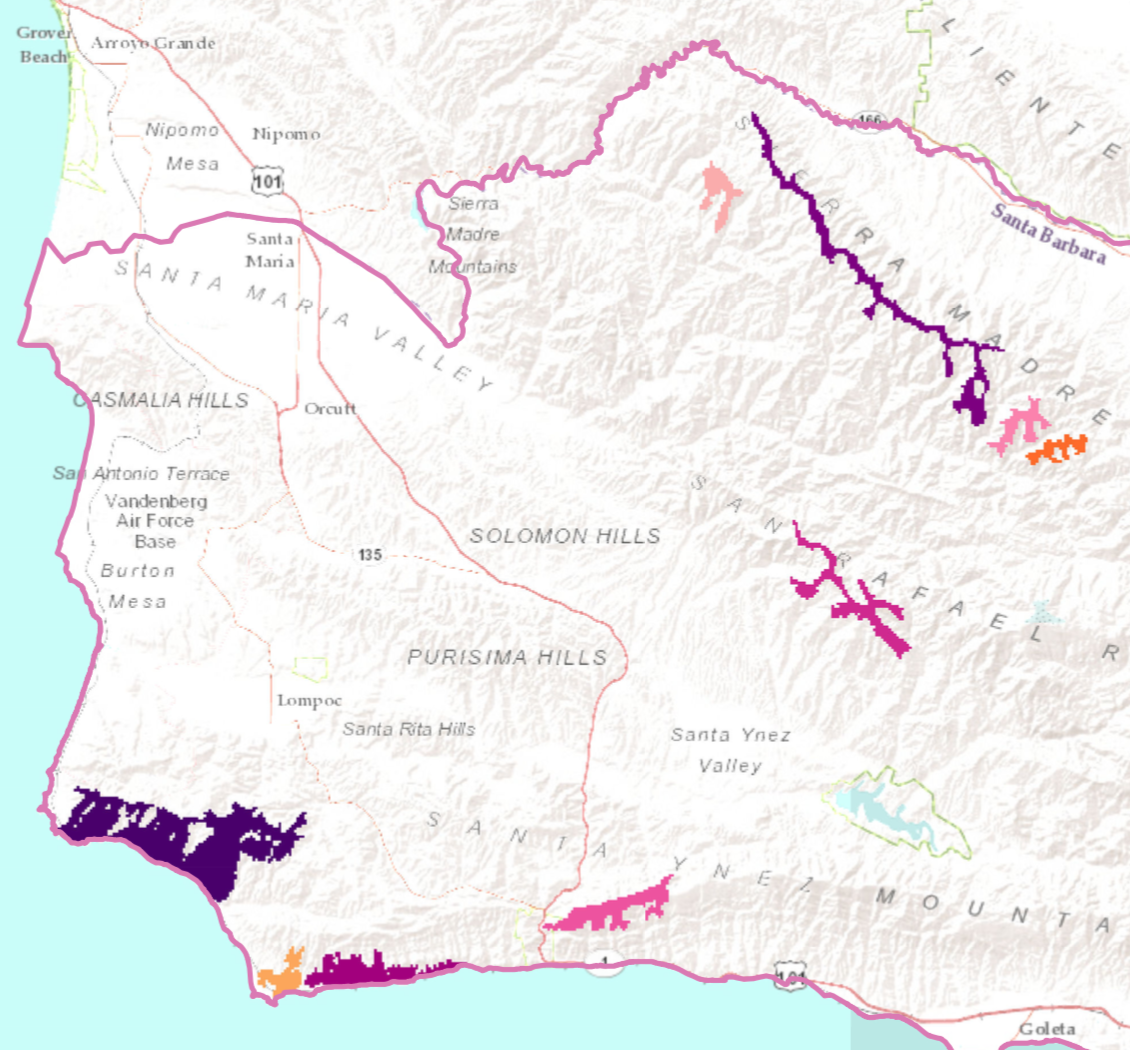 Grover
Beach
Arroyo Grande
Nipomo
Mesa
Nipomo
101
166
CLIENTE
Sierra
Madre
Mountains
SIERRA MADRE
Santa Barbara
Santa
Maria
SANTA MARIA VALLEY
CASMALIA HILLS
Orcutt
San Antonio Terrace
Vandenberg
Air Force
Base
Burton
Mesa
135
SOLOMON HILLS
SAN RAFAEL R
PURISIMA HILLS
Lompoc
Santa Rita Hills
Santa Ynez
Valley
SANTA YNEZ MOUNTA
1
101
Goleta